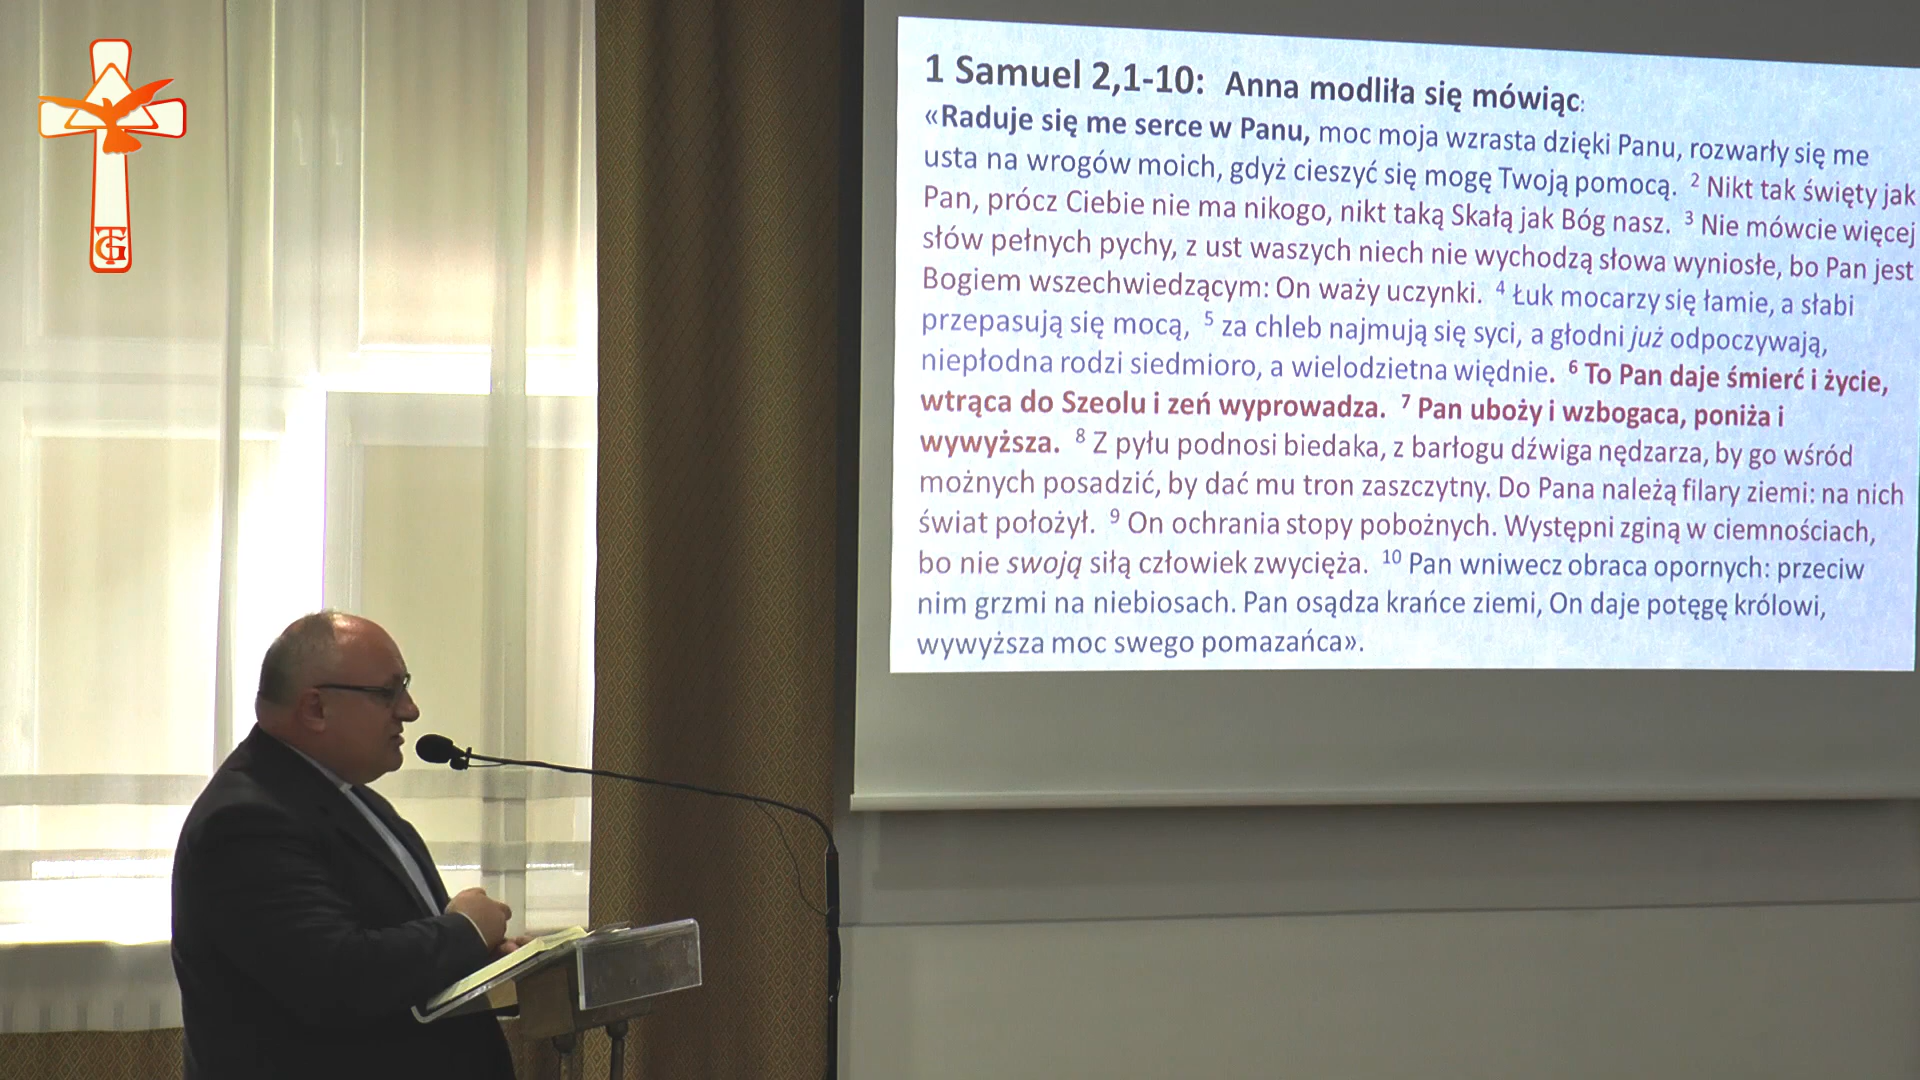 TG
1 Samuel 2,1-10: Anna modliła się mówiąc:
«Raduje się me serce w Panu, moc moja wzrasta dzięki Panu, rozwarły się me
usta na wrogów moich, gdyż cieszyć się mogę Twoją pomocą. ² Nikt tak święty jak
Pan, prócz Ciebie nie ma nikogo, nikt taką Skałą jak Bóg nasz. ³ Nie mówcie więcej
słów pełnych pychy, z ust waszych niech nie wychodzą słowa wyniosłe, bo Pan jest
Bogiem wszechwiedzącym: On waży uczynki. ⁴ Łuk mocarzy się łamie, a słabi
przepasują się mocą, ⁵ za chleb najmują się syci, a głodni już odpoczywają,
niepłodna rodzi siedmioro, a wielodzietna więdnie. ⁶ To Pan daje śmierć i życie,
wtrąca do Szeolu i zeń wyprowadza. ⁷ Pan uboży i wzbogaca, poniża i
wywyższa. ⁸ Z pyłu podnosi biedaka, z barłogu dźwiga nędzarza, by go wśród
możnych posadzić, by dać mu tron zaszczytny. Do Pana należą filary ziemi: na nich
świat położył. ⁹ On ochrania stopy pobożnych. Występni zginą w ciemnościach,
bo nie swoją siłą człowiek zwycięża. ¹⁰ Pan wniwecz obraca opornych: przeciw
nim grzmi na niebiosach. Pan osądza krańce ziemi, On daje potęgę królowi,
wywyższa moc swego pomazańca».